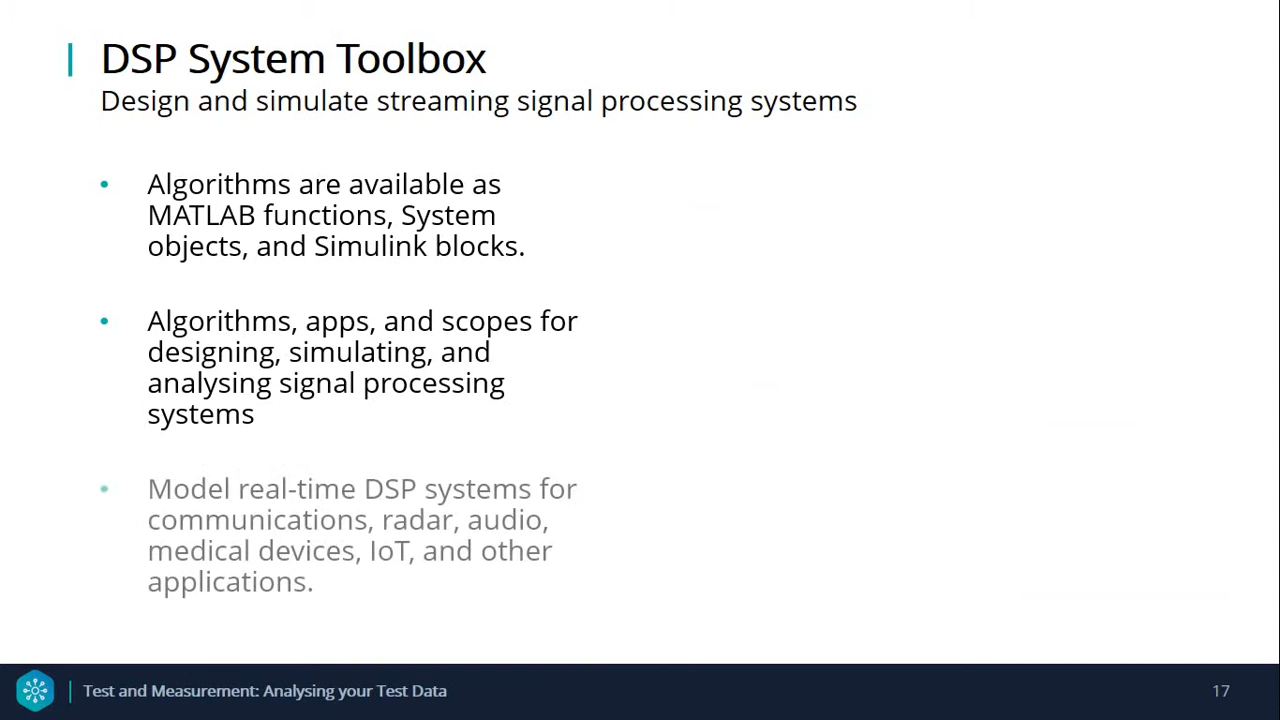 DSP System Toolbox
Design and simulate streaming signal processing systems
• Algorithms are available as
MATLAB functions, System
objects, and Simulink blocks.
• Algorithms, apps, and scopes for
designing, simulating, and
analysing signal processing
systems
• Model real-time DSP systems for
communications, radar, audio,
medical devices, IoT, and other
applications.
Test and Measurement: Analysing your Test Data
17